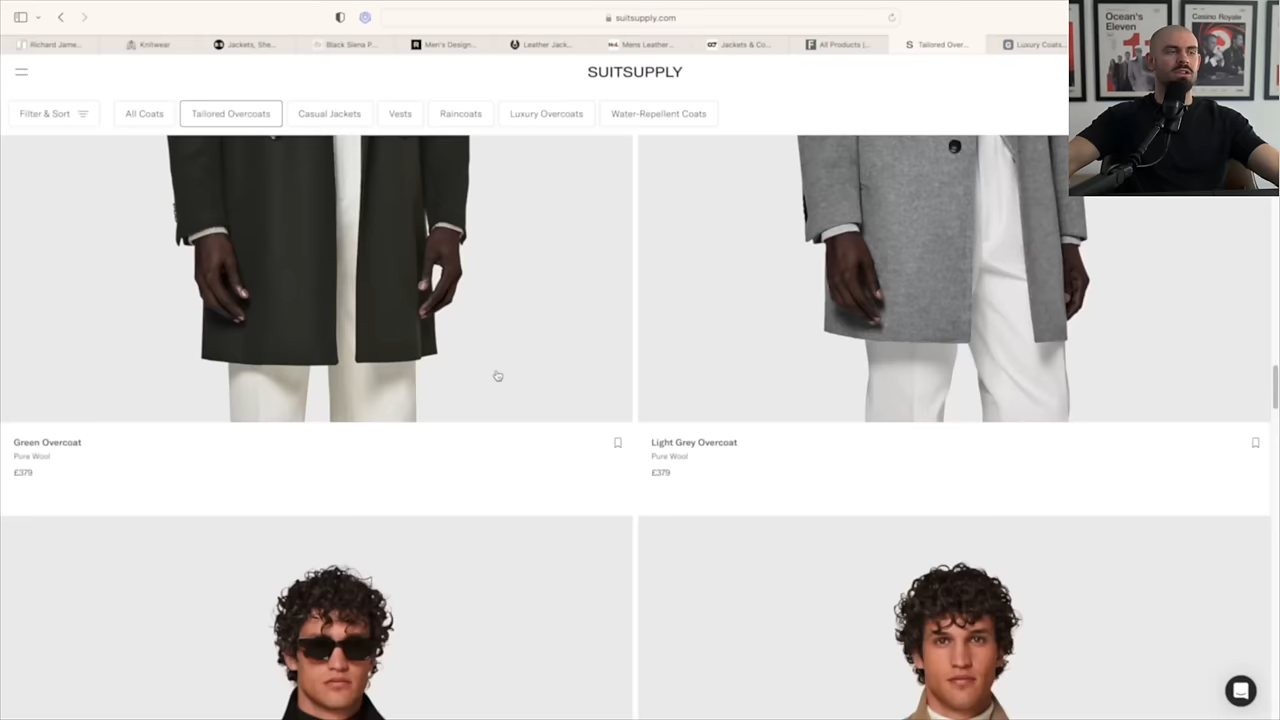 suitsupply.com
Richard Jame...
Knitwear
Jackets, She...
Black Siena P...
Men's Design...
Leather Jack...
Mens Leather...
Jackets & Co...
All Products |...
Tailored Over...
Luxury Coats...
Ocean's
Eleven
Casino Royale
SUITSUPPLY
Filter & Sort
All Coats
Tailored Overcoats
Casual Jackets
Vests
Raincoats
Luxury Overcoats
Water-Repellent Coats
Green Overcoat
Pure Wool
£379
Light Grey Overcoat
Pure Wool
£379